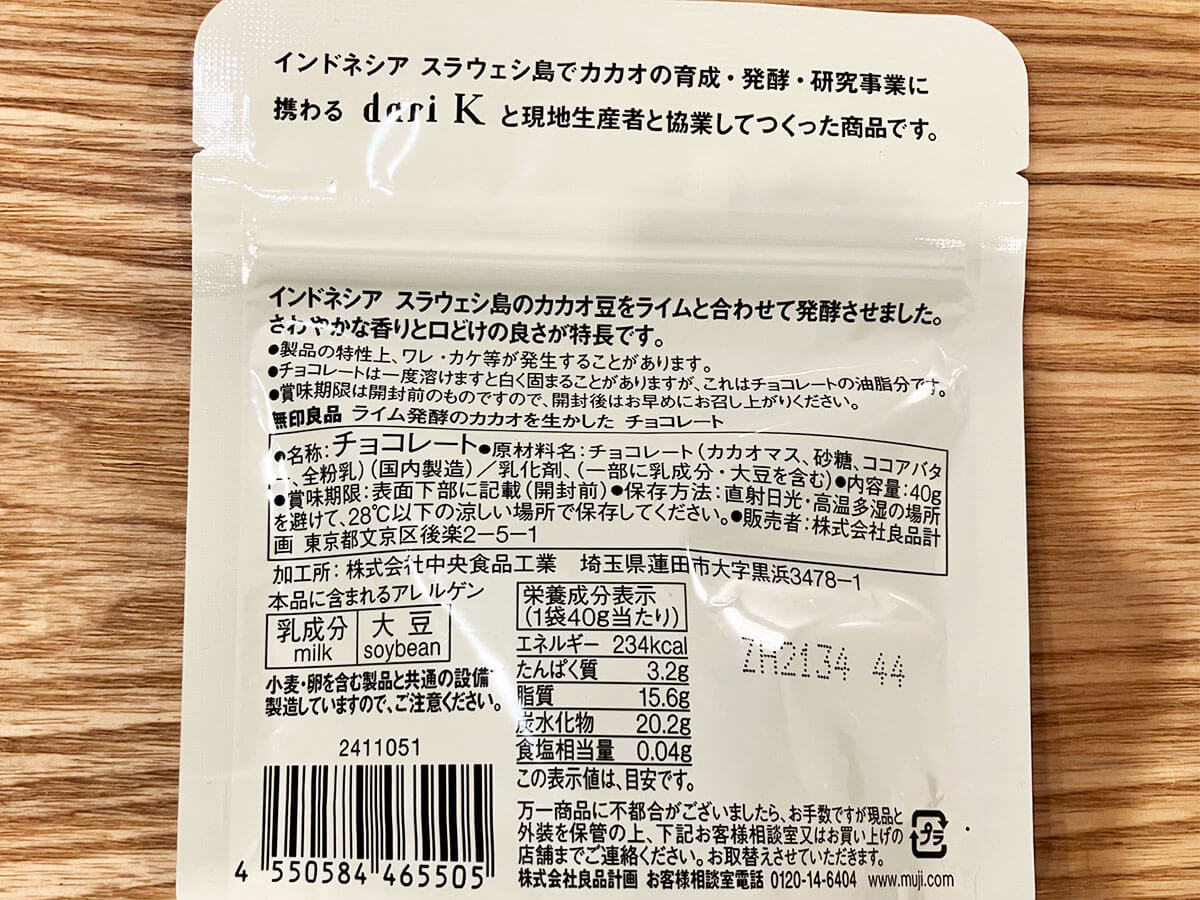 インドネシア スラウェシ島でカカオの育成・発酵・研究事業に
携わる dari K と現地生産者と協業してつくった商品です。
インドネシア スラウェシ島のカカオ豆をライムと合わせて発酵させました。
さわやかな香りと口どけの良さが特長です。
●製品の特性上、ワレ・カケ等が発生することがあります。
●チョコレートは一度溶けますと白く固まることがありますが、これはチョコレートの油脂分です。
●賞味期限は開封前のものですので、開封後はお早めにお召し上がりください。
無印良品 ライム発酵のカカオを生かした チョコレート
●名称:チョコレート●原材料名:チョコレート(カカオマス、砂糖、ココアバタ
ー、全粉乳)(国内製造)/乳化剤、(一部に乳成分・大豆を含む)●内容量:40g
●賞味期限:表面下部に記載(開封前)●保存方法:直射日光・高温多湿の場所
を避けて、28℃以下の涼しい場所で保存してください。●販売者:株式会社良品計
画 東京都文京区後楽2-5-1
加工所:株式会社中央食品工業 埼玉県蓮田市大字黒浜3478-1
本品に含まれるアレルゲン
乳成分 大豆
milk soybean
小麦・卵を含む製品と共通の設備で
製造していますので、ご注意ください。
栄養成分表示
(1袋40g当たり)
エネルギー 234kcal
たんぱく質 3.2g
脂質 15.6g
炭水化物 20.2g
食塩相当量 0.04g
この表示値は、目安です。
ZH2134 44
2411051
4 550584 465505
万一商品に不都合がございましたら、お手数ですが現品と
外装を保管の上、下記お客様相談室又はお買い上げの
店舗までご連絡ください。お取替えさせていただきます。
株式会社良品計画 お客様相談室電話 0120-14-6404 www.muji.com
プラ